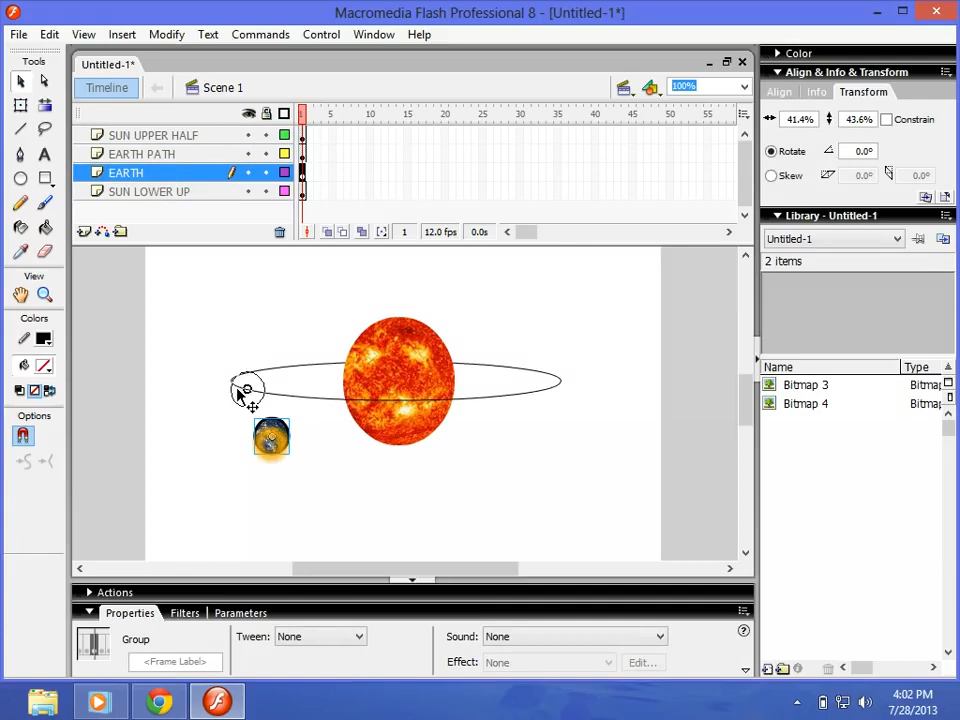 Macromedia Flash Professional 8 - [Untitled-1*]
File Edit View Insert Modify Text Commands Control Window Help
Tools
View
Colors
Options
Untitled-1*
Timeline
Scene 1
100%
1 5 10 15 20 25 30 35 40 45 50 55
SUN UPPER HALF
EARTH PATH
EARTH
SUN LOWER UP
1 12.0 fps 0.0s
Color
Align & Info & Transform
Align Info Transform
41.4% 43.6% Constrain
Rotate 0.0°
Skew 0.0° 0.0°
Library - Untitled-1
Untitled-1
2 items
Name Type
Bitmap 3 Bitmap
Bitmap 4 Bitmap
Actions
Properties Filters Parameters
Group
<Frame Label>
Tween: None
Sound: None
Effect: None Edit...
4:02 PM
7/28/2013